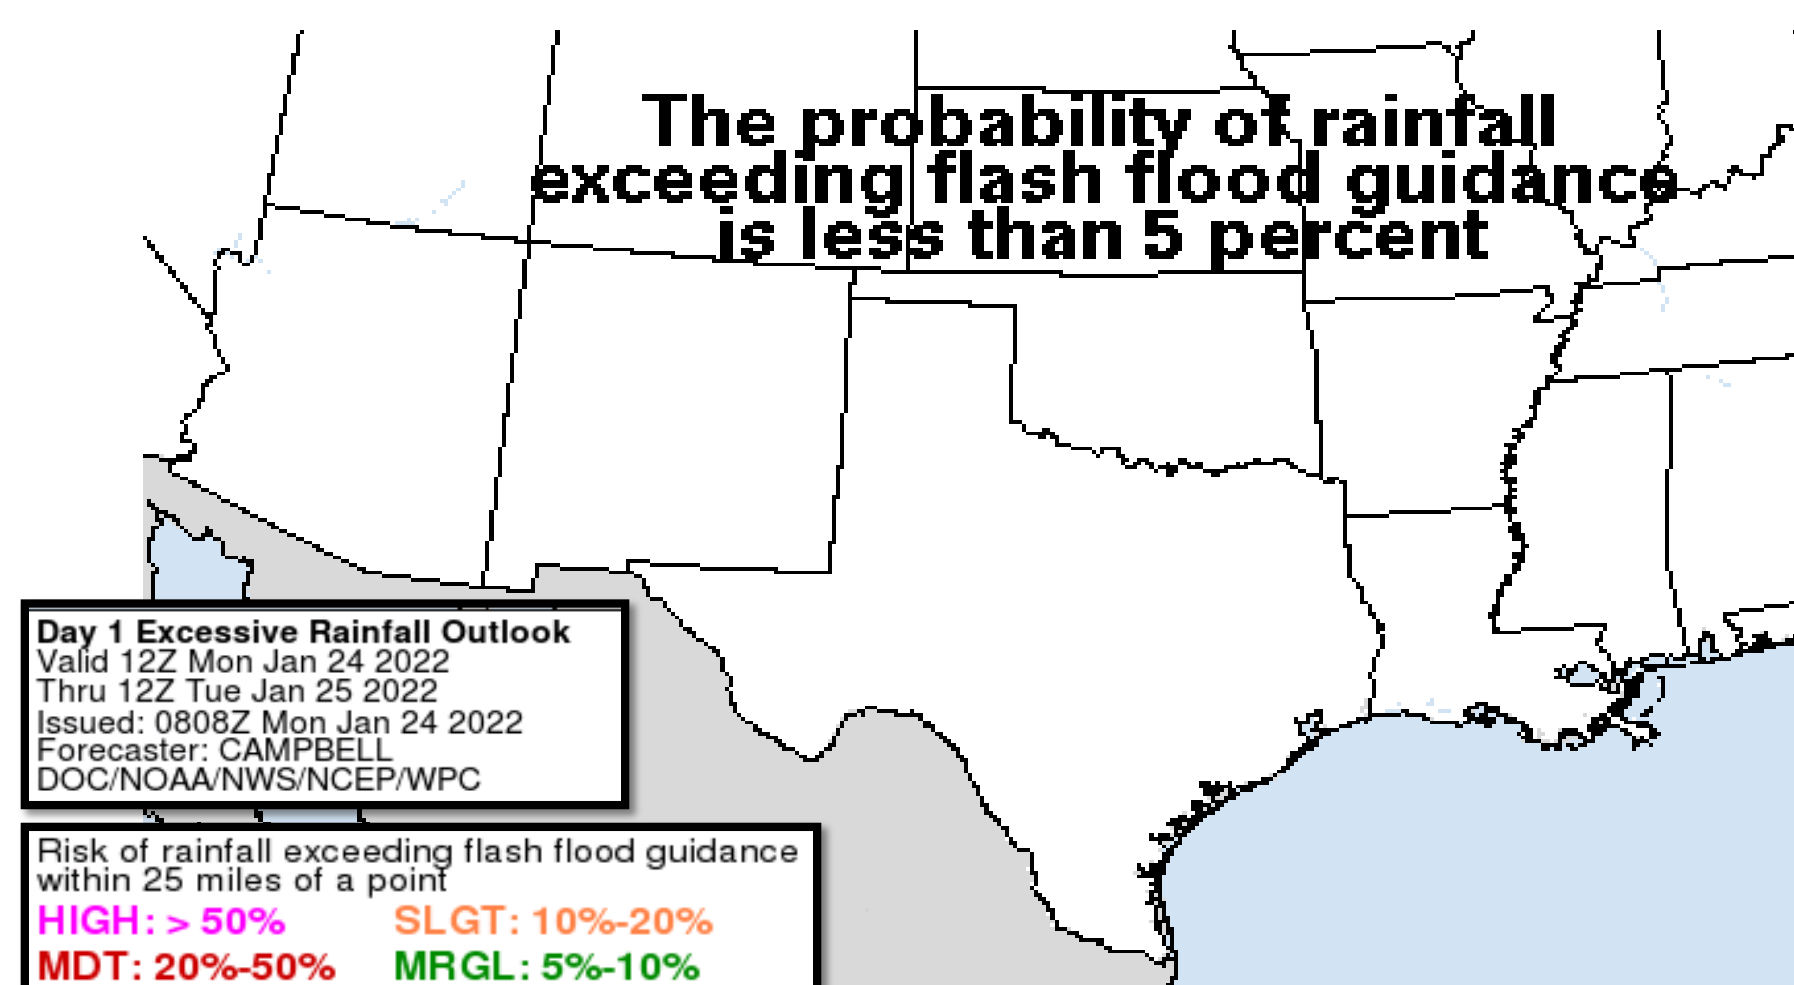 The probability of rainfall
exceeding flash flood guidance
is less than 5 percent
Day 1 Excessive Rainfall Outlook
Valid 12Z Mon Jan 24 2022
Thru 12Z Tue Jan 25 2022
Issued: 0808Z Mon Jan 24 2022
Forecaster: CAMPBELL
DOC/NOAA/NWS/NCEP/WPC
Risk of rainfall exceeding flash flood guidance
within 25 miles of a point
HIGH: > 50% SLGT: 10%-20%
MDT: 20%-50% MRGL: 5%-10%